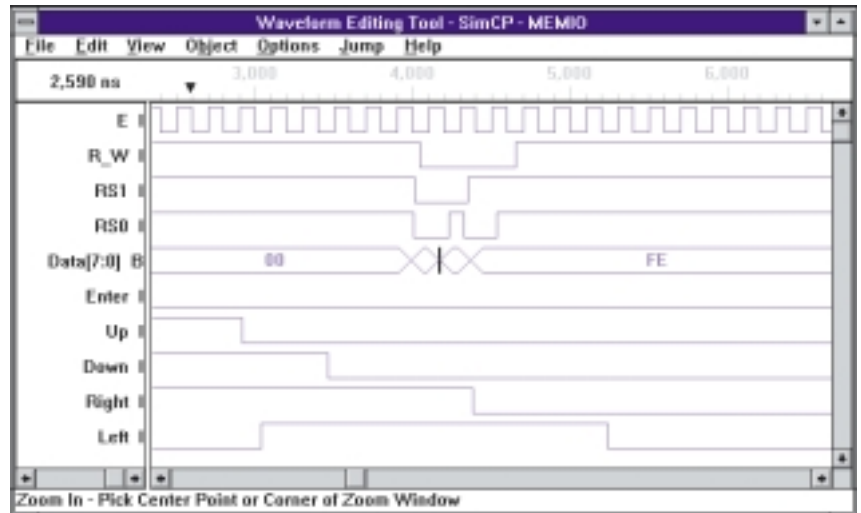 Waveform Editing Tool - SimCP - MEMIO
File Edit View Object Options Jump Help
2,590 ns 3,000 4,000 5,000 6,000
E I
R_W I
RS1 I
RS0 I
Data[7:0] B 00 FE
Enter I
Up I
Down I
Right I
Left I
Zoom In - Pick Center Point or Corner of Zoom Window